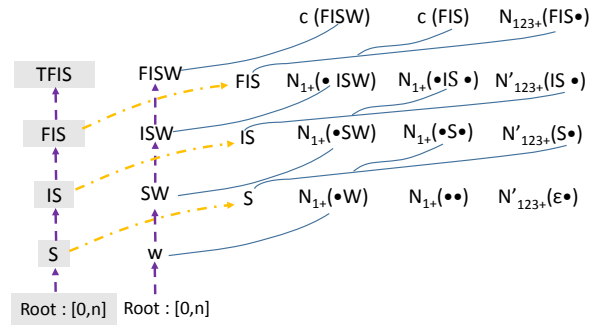 c (FISW) c (FIS) N₁₂₃₊(FIS•)
TFIS FISW FIS N₁₊(• ISW) N₁₊(•IS •) N'₁₂₃₊(IS •)
FIS ISW IS N₁₊(•SW) N₁₊(•S•) N'₁₂₃₊(S•)
IS SW S N₁₊(•W) N₁₊(••) N'₁₂₃₊(ε•)
S w
Root : [0,n] Root : [0,n]